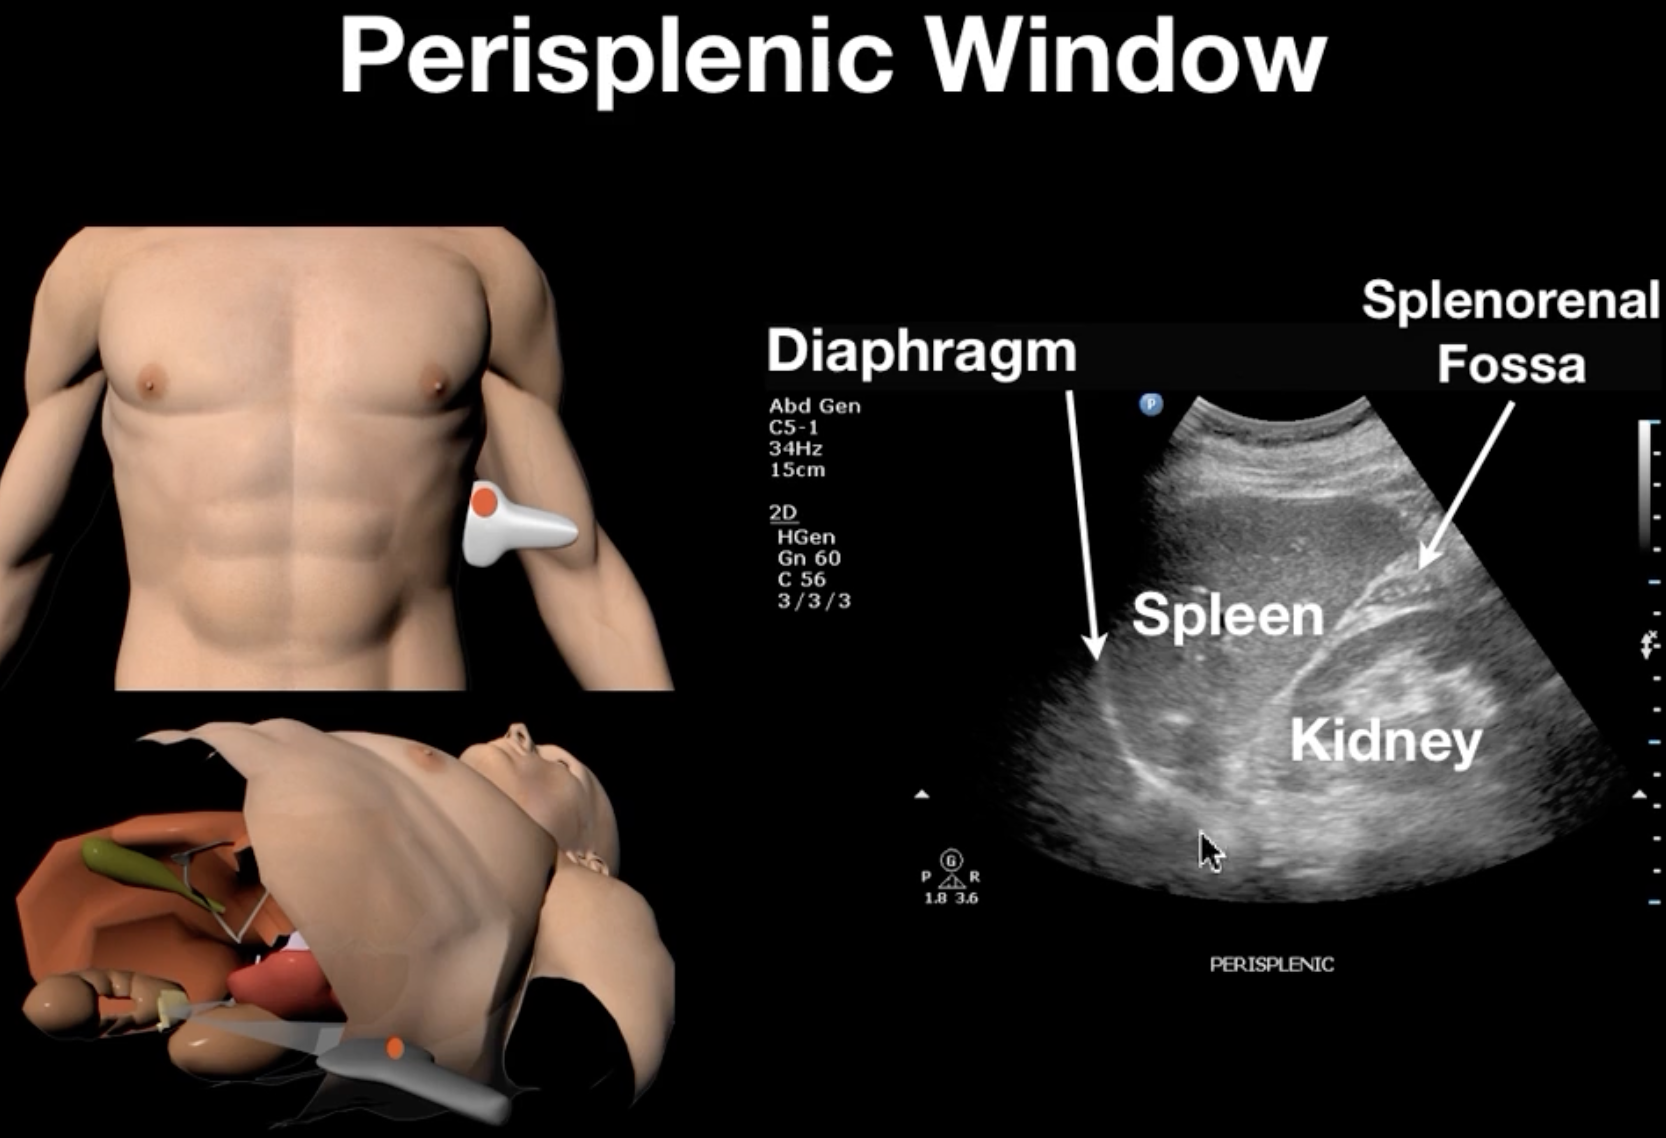 Perisplenic Window
Splenorenal
Fossa
Diaphragm
P
Abd Gen
C5-1
34Hz
15cm
2D
HGen
Gn 60
C 56
3/3/3
Spleen
Kidney
G
P R
1.8 3.6
PERISPLENIC